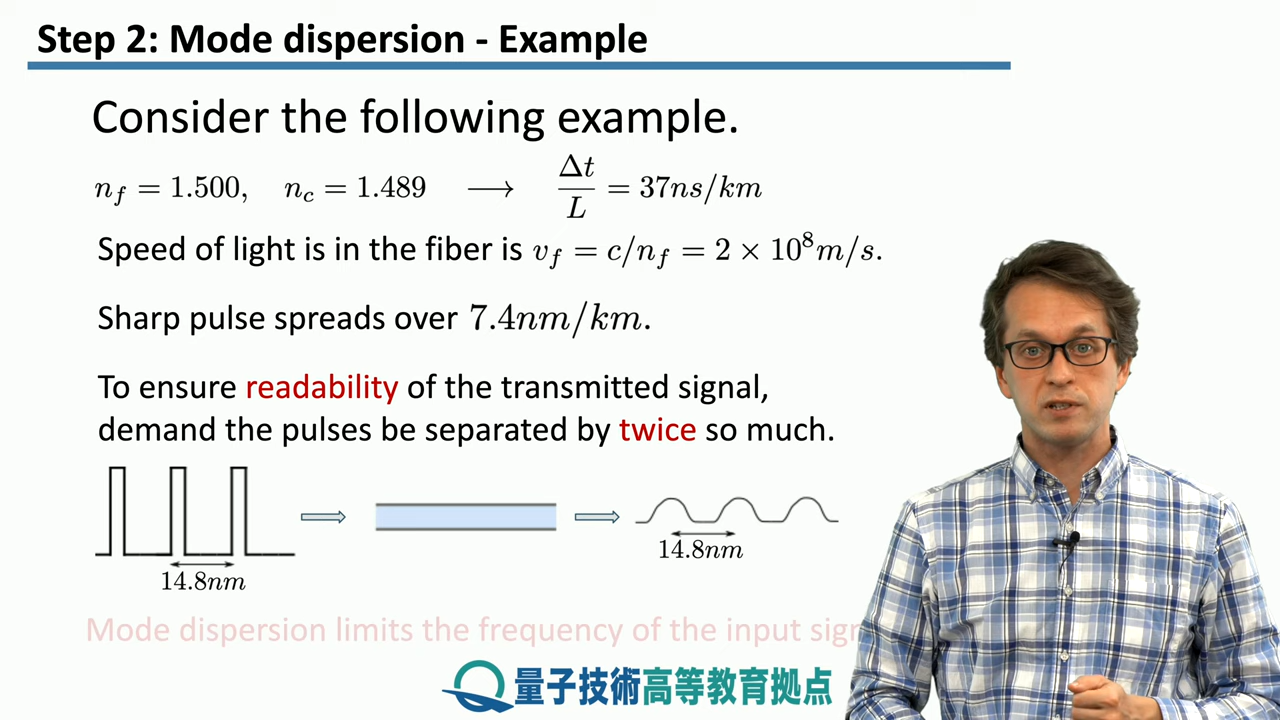 Step 2: Mode dispersion - Example
Consider the following example.
n_f = 1.500, n_c = 1.489 ⟶ Δt/L = 37ns/km
Speed of light is in the fiber is v_f = c/n_f = 2 × 10^8 m/s.
Sharp pulse spreads over 7.4nm/km.
To ensure readability of the transmitted signal,
demand the pulses be separated by twice so much.
14.8nm
14.8nm
Mode dispersion limits the frequency of the input
量子技術高等教育拠点